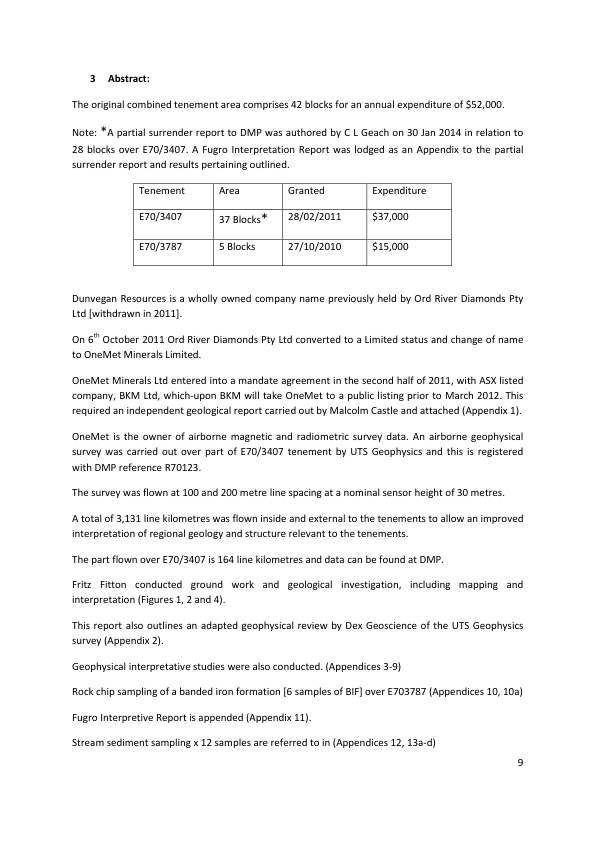 3 Abstract:
The original combined tenement area comprises 42 blocks for an annual expenditure of $52,000.
Note: *A partial surrender report to DMP was authored by C L Geach on 30 Jan 2014 in relation to
28 blocks over E70/3407. A Fugro Interpretation Report was lodged as an Appendix to the partial
surrender report and results pertaining outlined.
Tenement Area Granted Expenditure
E70/3407 37 Blocks* 28/02/2011 $37,000
E70/3787 5 Blocks 27/10/2010 $15,000
Dunvegan Resources is a wholly owned company name previously held by Ord River Diamonds Pty
Ltd [withdrawn in 2011].
On 6th October 2011 Ord River Diamonds Pty Ltd converted to a Limited status and change of name
to OneMet Minerals Limited.
OneMet Minerals Ltd entered into a mandate agreement in the second half of 2011, with ASX listed
company, BKM Ltd, which-upon BKM will take OneMet to a public listing prior to March 2012. This
required an independent geological report carried out by Malcolm Castle and attached (Appendix 1).
OneMet is the owner of airborne magnetic and radiometric survey data. An airborne geophysical
survey was carried out over part of E70/3407 tenement by UTS Geophysics and this is registered
with DMP reference R70123.
The survey was flown at 100 and 200 metre line spacing at a nominal sensor height of 30 metres.
A total of 3,131 line kilometres was flown inside and external to the tenements to allow an improved
interpretation of regional geology and structure relevant to the tenements.
The part flown over E70/3407 is 164 line kilometres and data can be found at DMP.
Fritz Fitton conducted ground work and geological investigation, including mapping and
interpretation (Figures 1, 2 and 4).
This report also outlines an adapted geophysical review by Dex Geoscience of the UTS Geophysics
survey (Appendix 2).
Geophysical interpretative studies were also conducted. (Appendices 3-9)
Rock chip sampling of a banded iron formation [6 samples of BIF] over E703787 (Appendices 10, 10a)
Fugro Interpretive Report is appended (Appendix 11).
Stream sediment sampling x 12 samples are referred to in (Appendices 12, 13a-d)
9